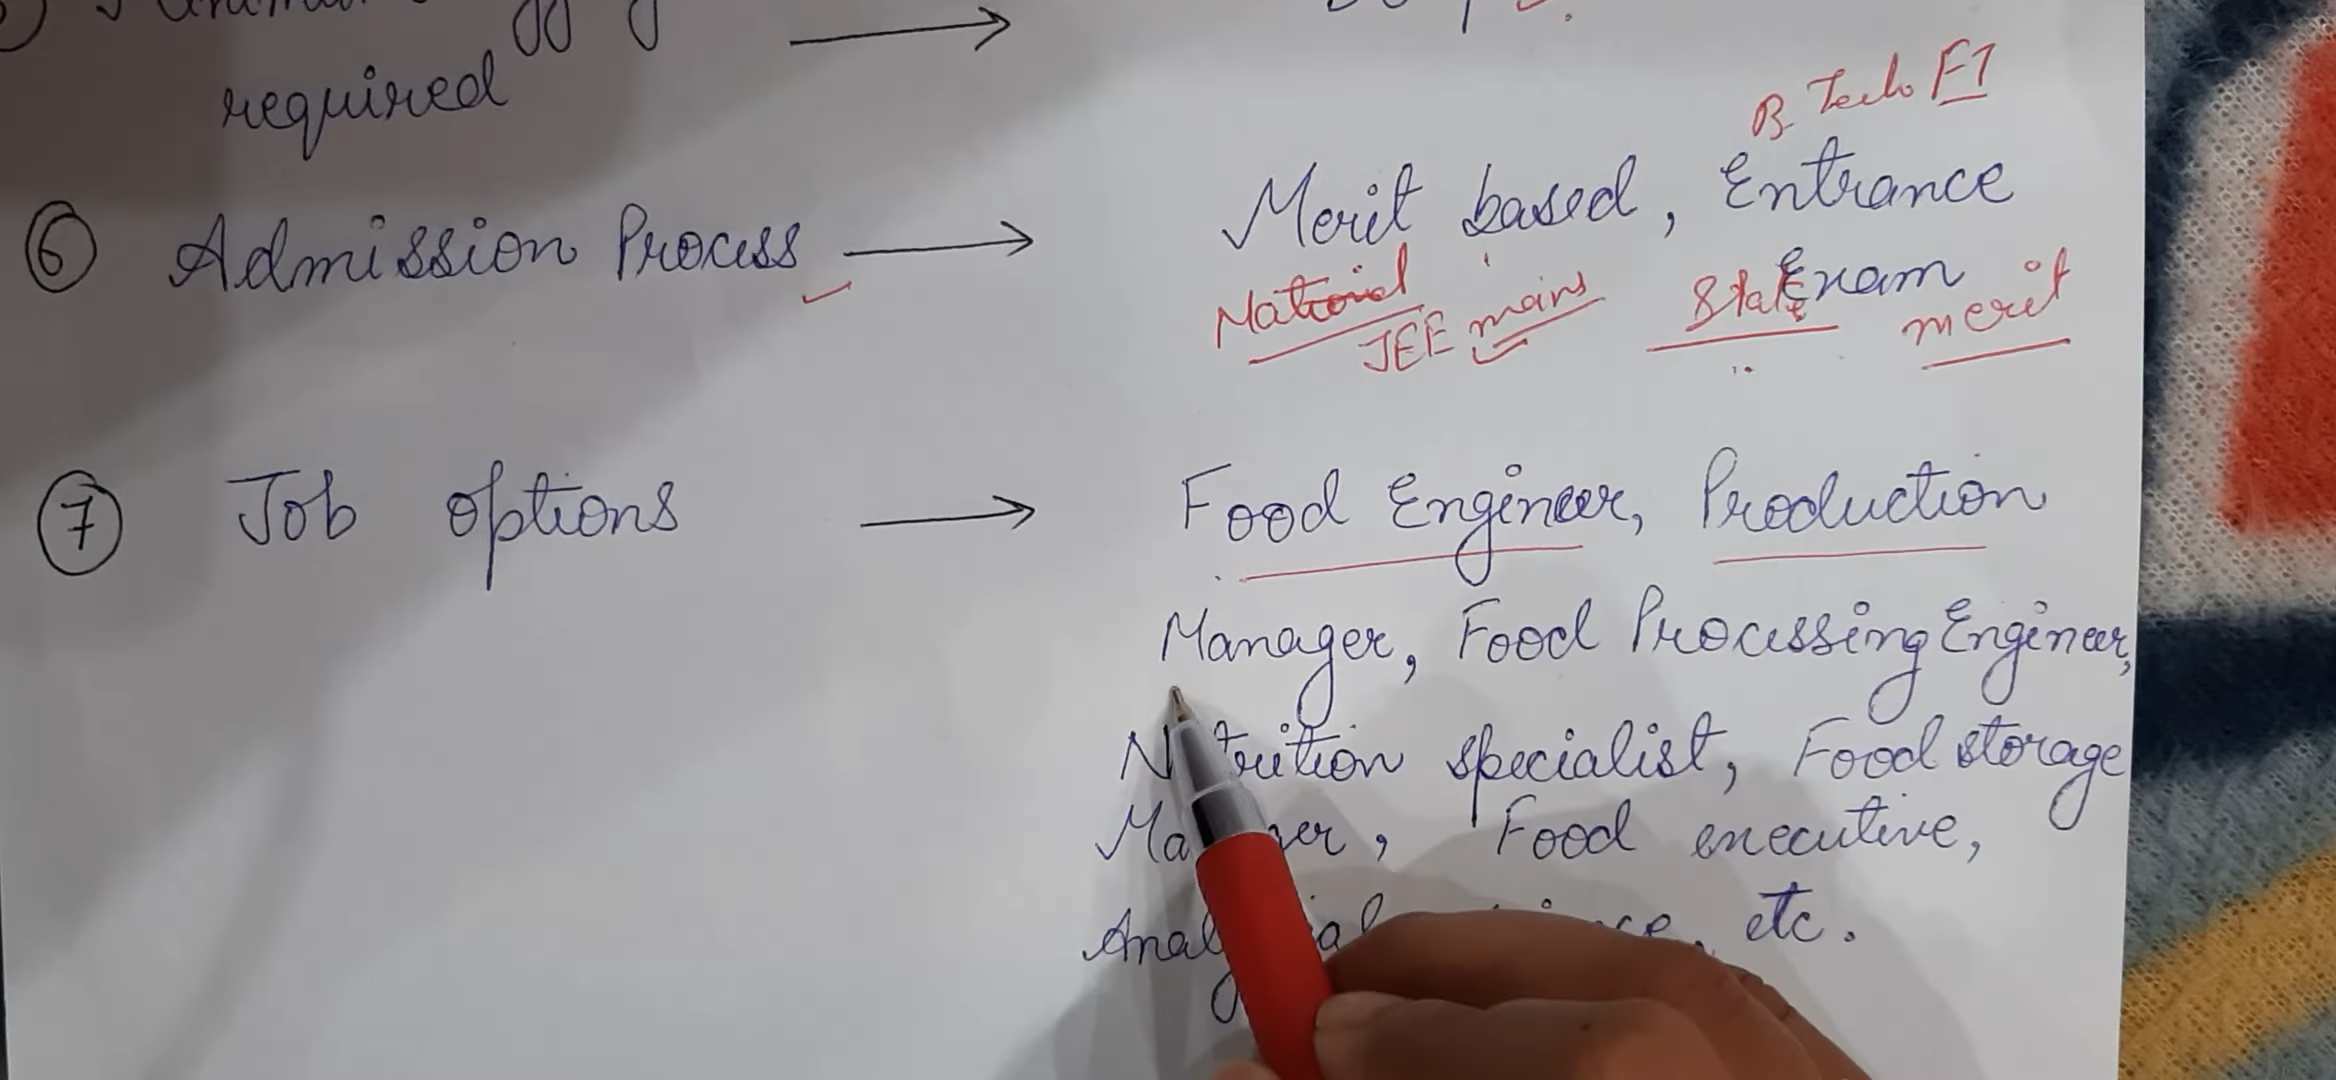 required
B. Tech FT
⑥ Admission Process → Merit based, Entrance
Exam
National JEE mains State merit
⑦ Job options → Food Engineer, Production
Manager, Food Processing Engineer,
Nutrition specialist, Food storage
Manager, Food executive,
etc.